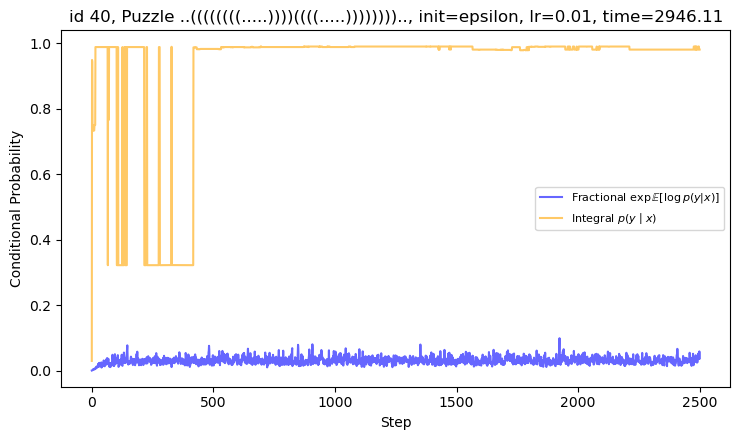 id 40, Puzzle ..((((((((.....))))((((.....)))))))).., init=epsilon, lr=0.01, time=2946.11
1.0
0.8
0.6
0.4
0.2
0.0
Conditional Probability
Fractional exp𝔼[log p(y|x)]
Integral p(y | x)
0
500
1000
1500
2000
2500
Step